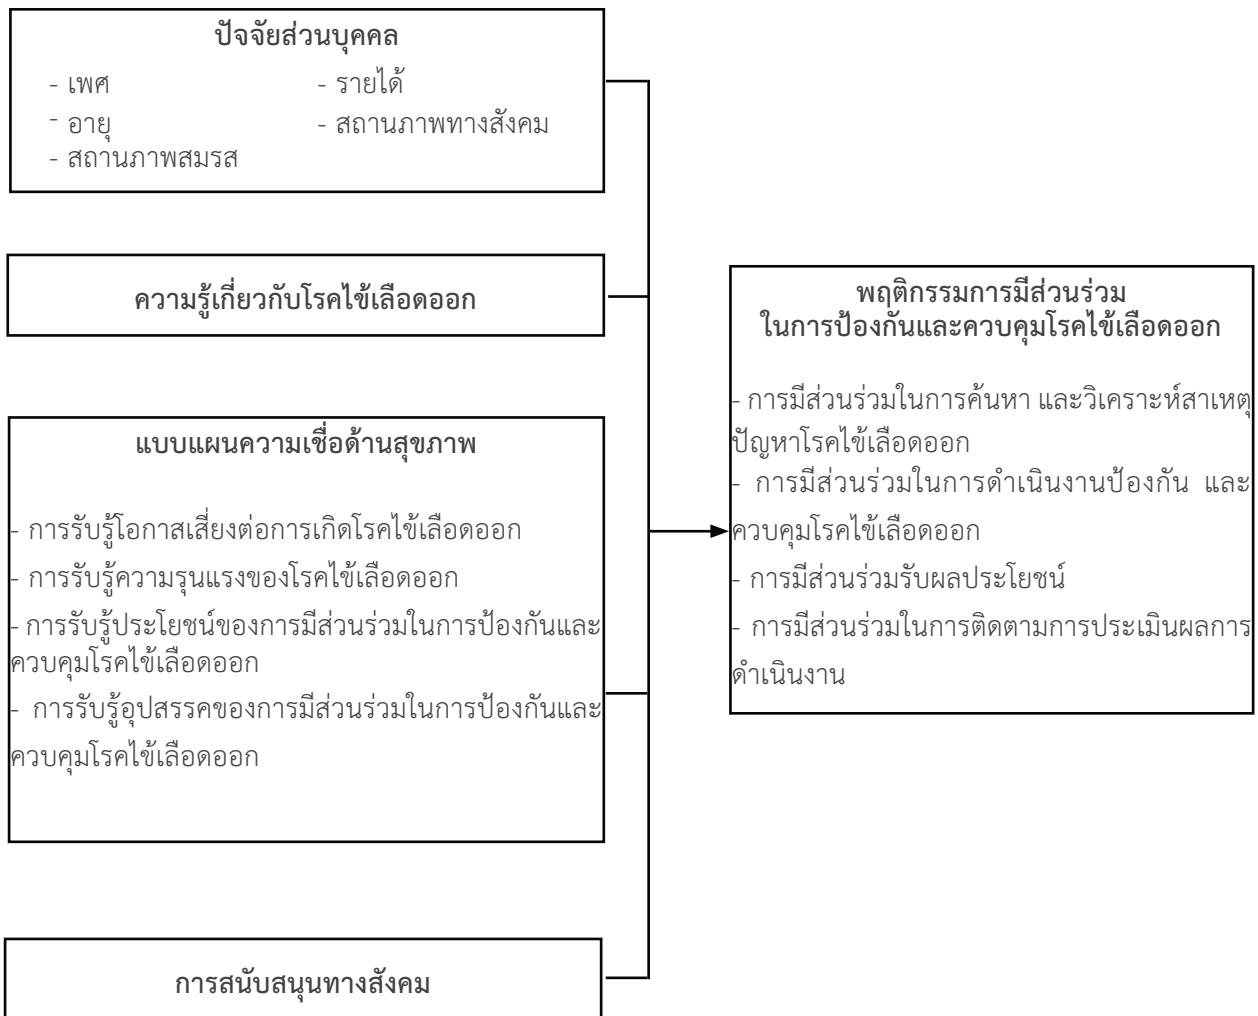 ปัจจัยส่วนบุคคล
- เพศ
- อายุ
- สถานภาพสมรส
- รายได้
- สถานภาพทางสังคม
ความรู้เกี่ยวกับโรคไข้เลือดออก
แบบแผนความเชื่อด้านสุขภาพ
- การรับรู้โอกาสเสี่ยงต่อการเกิดโรคไข้เลือดออก
- การรับรู้ความรุนแรงของโรคไข้เลือดออก
- การรับรู้ประโยชน์ของการมีส่วนร่วมในการป้องกันและ
ควบคุมโรคไข้เลือดออก
- การรับรู้อุปสรรคของการมีส่วนร่วมในการป้องกันและ
ควบคุมโรคไข้เลือดออก
การสนับสนุนทางสังคม
พฤติกรรมการมีส่วนร่วม
ในการป้องกันและควบคุมโรคไข้เลือดออก
- การมีส่วนร่วมในการค้นหา และวิเคราะห์สาเหตุ
ปัญหาโรคไข้เลือดออก
- การมีส่วนร่วมในการดำเนินงานป้องกัน และ
ควบคุมโรคไข้เลือดออก
- การมีส่วนร่วมรับผลประโยชน์
- การมีส่วนร่วมในการติดตามการประเมินผลการ
ดำเนินงาน